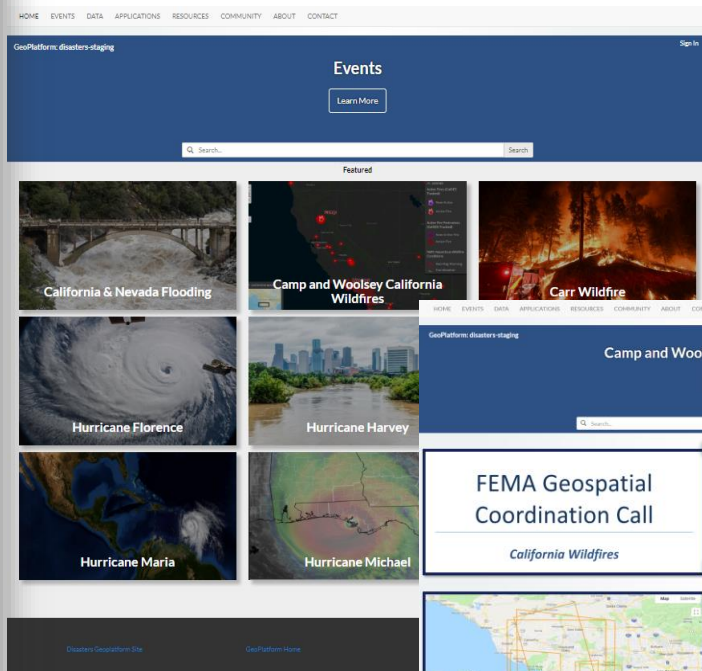 HOME EVENTS DATA APPLICATIONS RESOURCES COMMUNITY ABOUT CONTACT
GeoPlatform: disasters-staging
Sign In
Events
Learn More
Search...
Search
Featured
California & Nevada Flooding
Camp and Woolsey California
Wildfires
Carr Wildfire
Hurricane Florence
Hurricane Harvey
Hurricane Maria
Hurricane Michael
Disasters Geoplatform Site
GeoPlatform Home
HOME EVENTS DATA APPLICATIONS RESOURCES COMMUNITY ABOUT
GeoPlatform: disasters-staging
Camp and Woo
Search...
FEMA Geospatial
Coordination Call
California Wildfires
Map Satellite